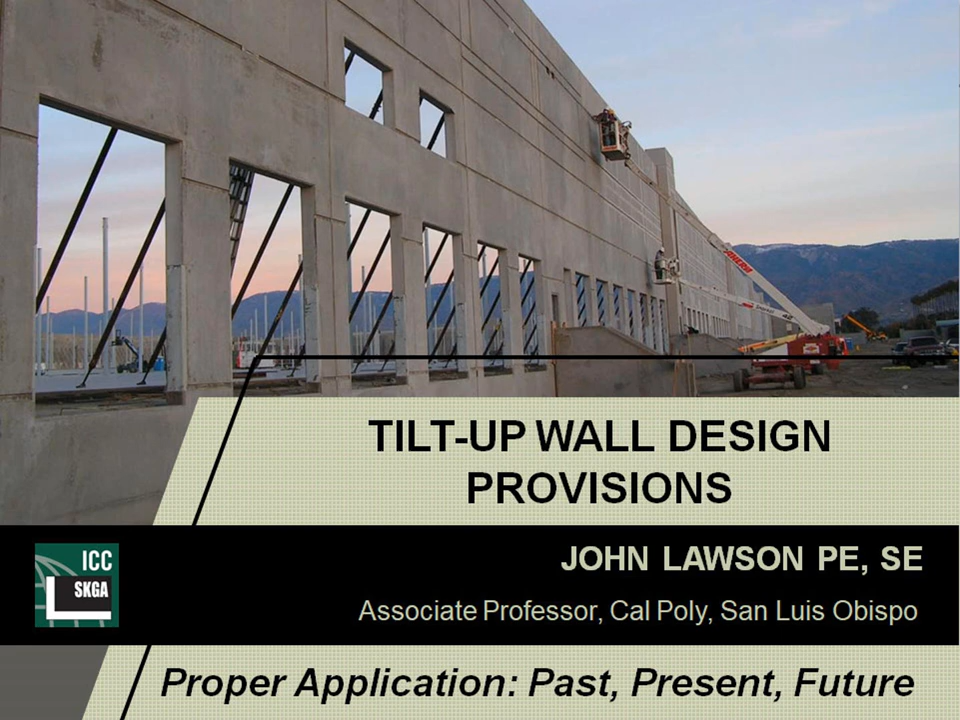 TILT-UP WALL DESIGN
PROVISIONS
ICC
SKGA
JOHN LAWSON PE, SE
Associate Professor, Cal Poly, San Luis Obispo
Proper Application: Past, Present, Future